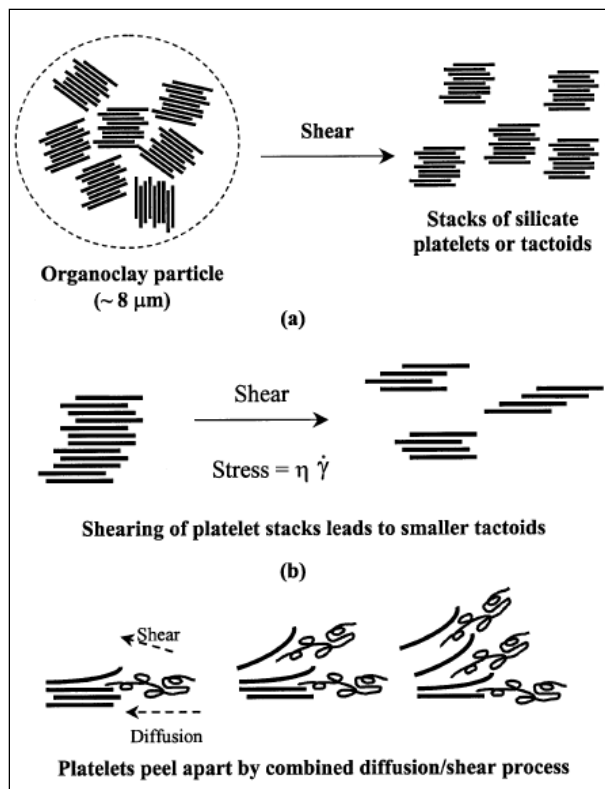 Shear
Stacks of silicate
platelets or tactoids
Organoclay particle
(~ 8 μm)
(a)
Shear
Stress = η γ̇
Shearing of platelet stacks leads to smaller tactoids
(b)
Shear
Diffusion
Platelets peel apart by combined diffusion/shear process